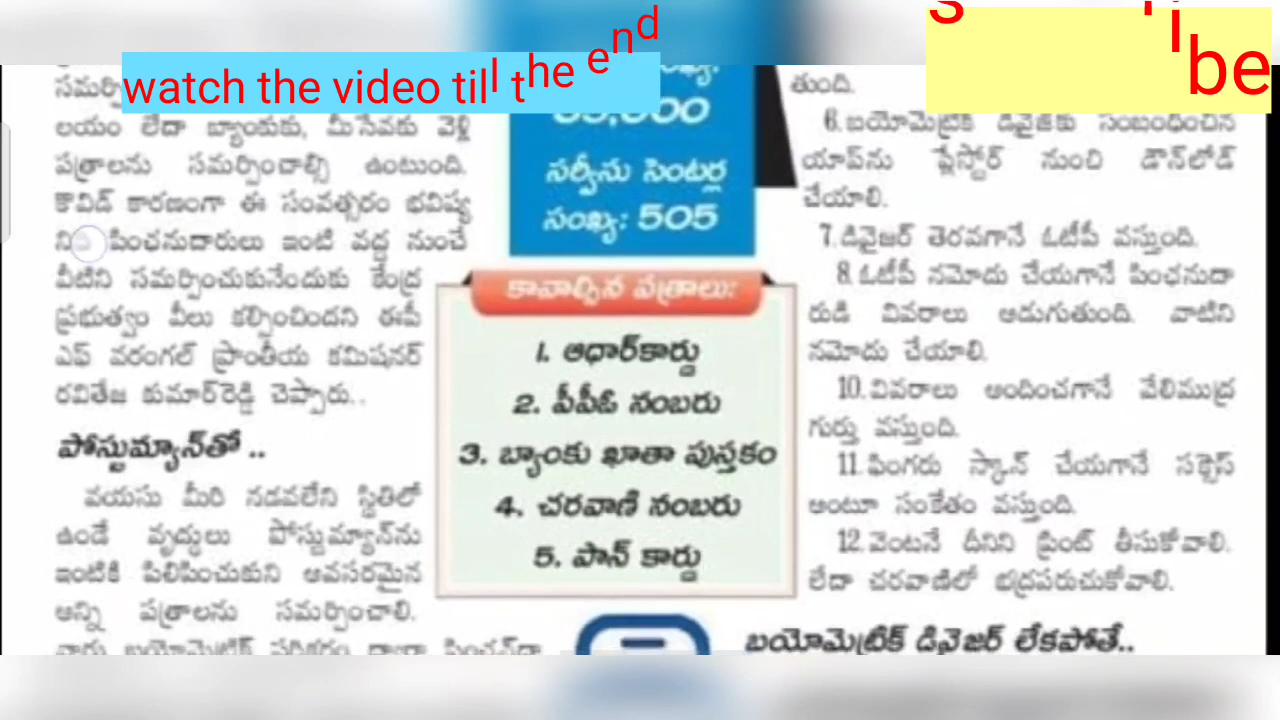 watch the video till the end
be
సమర్పి
లయం లేదా బ్యాంకుకు, మీసేవకు వెళ్లి
పత్రాలను సమర్పించాల్సి ఉంటుంది.
కొవిడ్ కారణంగా ఈ సంవత్సరం భవిష్య
పింఛనుదారులు ఇంటి వద్ద నుంచే
వీటిని సమర్పించుకునేందుకు కేంద్ర
ప్రభుత్వం వీలు కల్పించిందని ఈపీ
ఎఫ్ వరంగల్ ప్రాంతీయ కమిషనర్
రవితేజ కుమార్‌రెడ్డి చెప్పారు..
పోస్టుమ్యాన్‌తో ..
వయసు మీరి నడవలేని స్థితిలో
ఉండే వృద్ధులు పోస్టుమ్యాన్‌ను
ఇంటికి పిలిపించుకుని అవసరమైన
అన్ని పత్రాలను సమర్పించాలి.
సర్వీసు సెంటర్ల
సంఖ్య: 505
కావాల్సిన పత్రాలు:
1. ఆధార్‌కార్డు
2. పీపీఓ నంబరు
3. బ్యాంకు ఖాతా పుస్తకం
4. చరవాణి నంబరు
5. పాన్ కార్డు
తుంది.
6.బయోమెట్రిక్ డివైజ్‌కు సంబంధించిన
యాప్‌ను ప్లేస్టోర్ నుంచి డౌన్‌లోడ్
చేయాలి.
7.డివైజర్ తెరవగానే ఓటీపీ వస్తుంది.
8.ఓటీపీ నమోదు చేయగానే పింఛనుదా
రుడి వివరాలు అడుగుతుంది. వాటిని
నమోదు చేయాలి.
10.వివరాలు అందించగానే వేలిముద్ర
గుర్తు వస్తుంది.
11.ఫింగరు స్కాన్ చేయగానే సక్సెస్
అంటూ సంకేతం వస్తుంది.
12.వెంటనే దీనిని ప్రింట్ తీసుకోవాలి.
లేదా చరవాణిలో భద్రపరుచుకోవాలి.
బయోమెట్రిక్ డివైజర్ లేకపోతే..